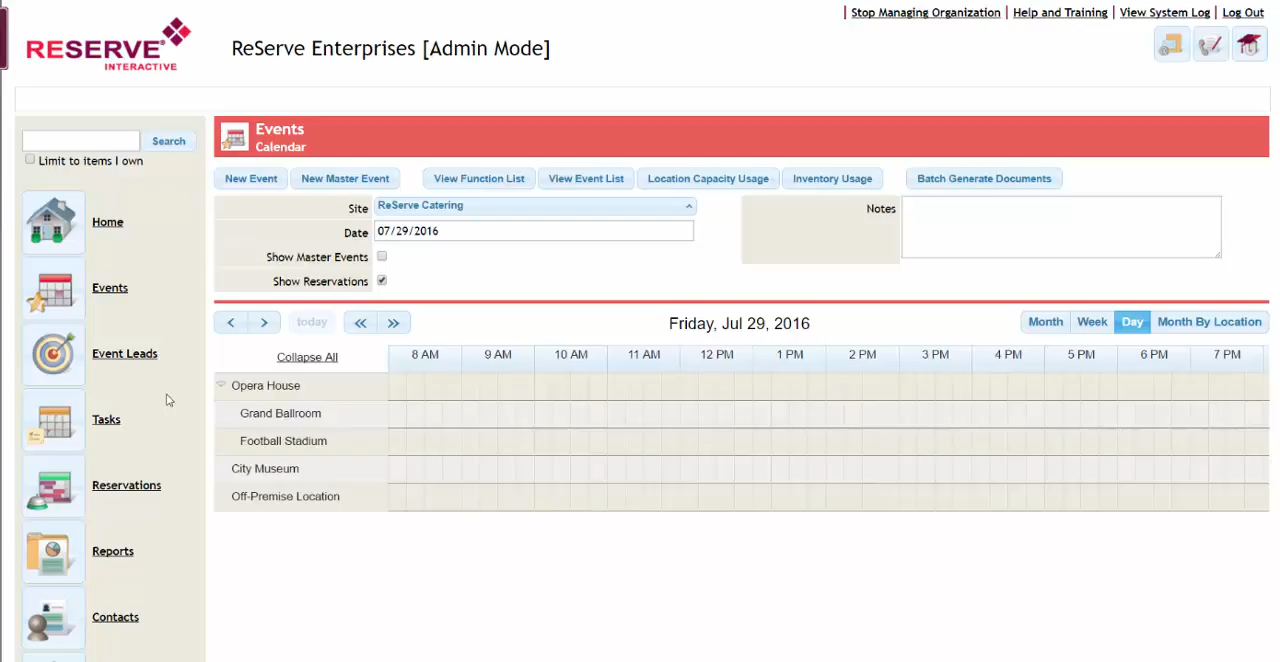 Stop Managing Organization | Help and Training | View System Log | Log Out
RESERVE
INTERACTIVE
ReServe Enterprises [Admin Mode]
Search
Limit to items I own
Home
Events
Event Leads
Tasks
Reservations
Reports
Contacts
Events
Calendar
New Event New Master Event View Function List View Event List Location Capacity Usage Inventory Usage Batch Generate Documents
Site ReServe Catering Notes
Date 07/29/2016
Show Master Events
Show Reservations
< > today << >> Friday, Jul 29, 2016 Month Week Day Month By Location
Collapse All 8 AM 9 AM 10 AM 11 AM 12 PM 1 PM 2 PM 3 PM 4 PM 5 PM 6 PM 7 PM
Opera House
Grand Ballroom
Football Stadium
City Museum
Off-Premise Location